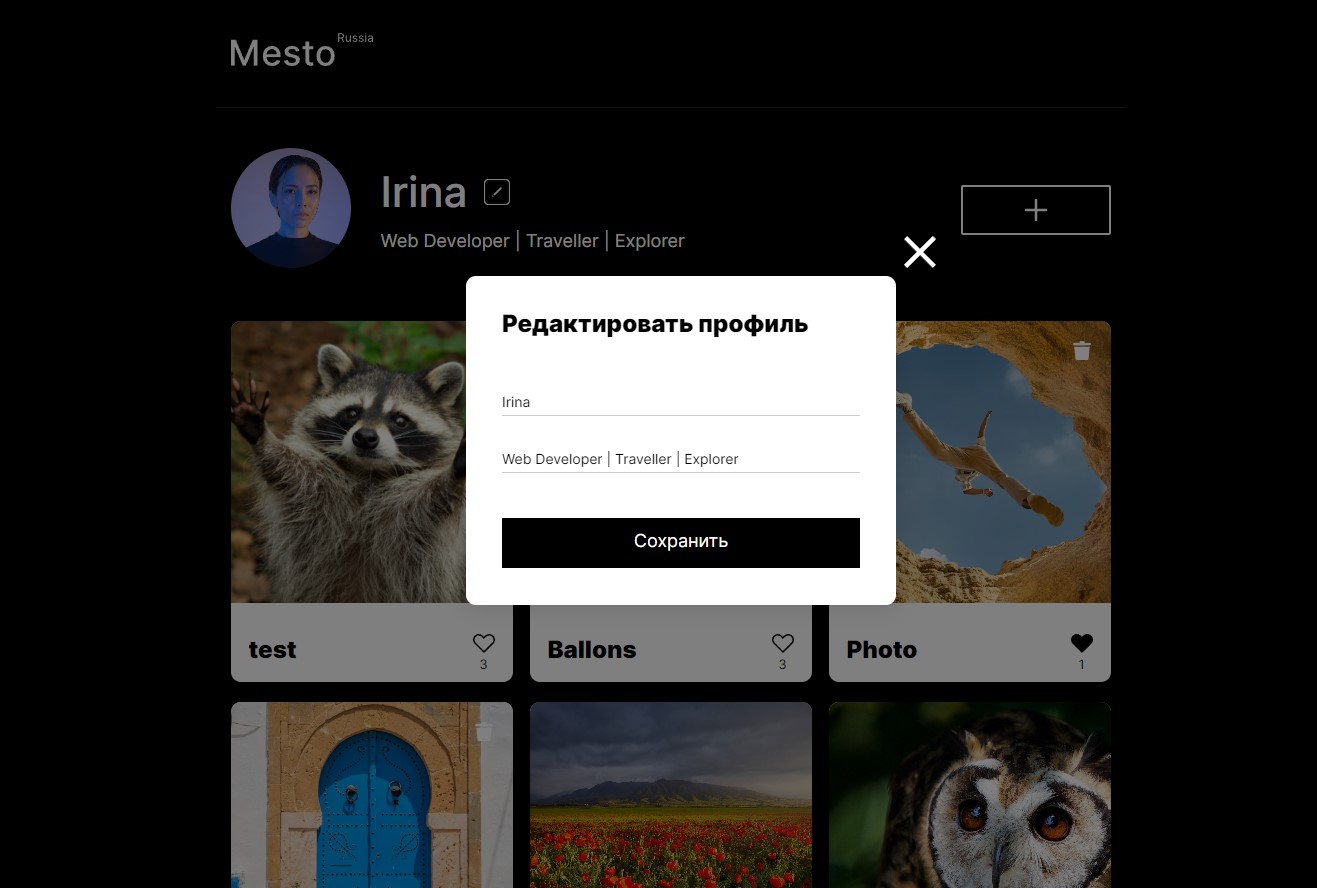 Mesto Russia
Irina
Web Developer | Traveller | Explorer
Редактировать профиль
Irina
Web Developer | Traveller | Explorer
Сохранить
test
3
Ballons
3
Photo
1